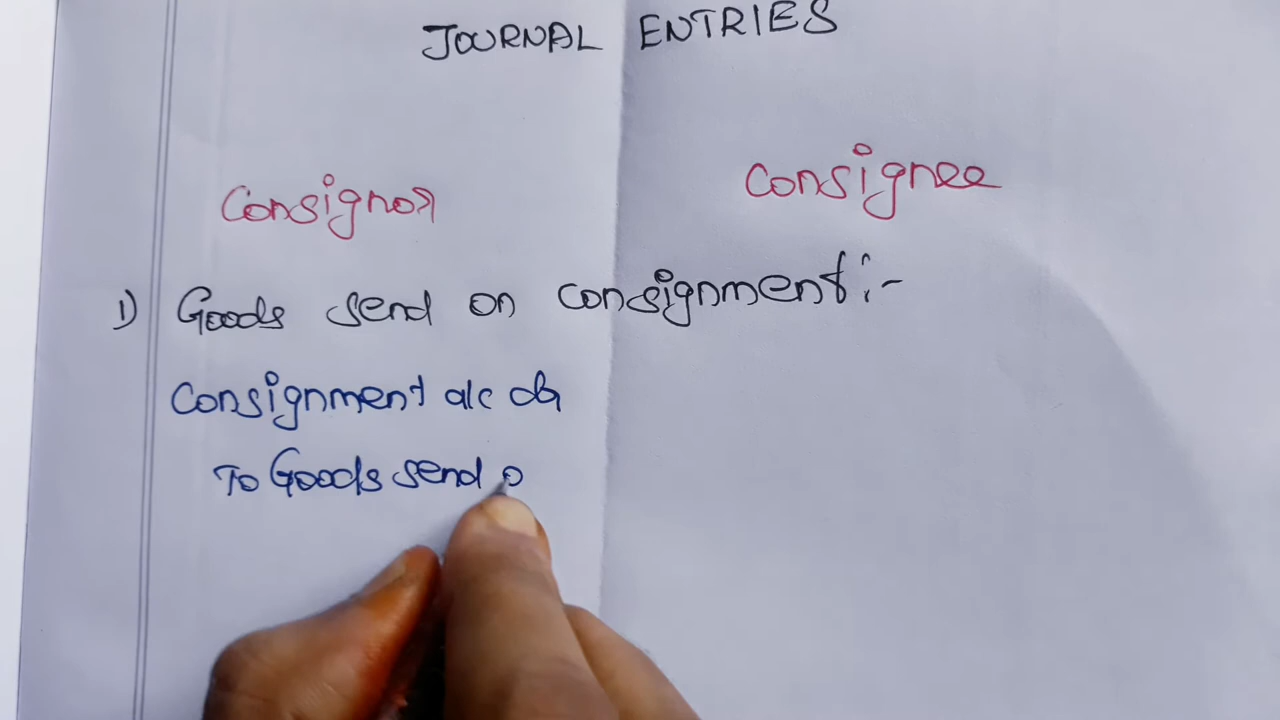 JOURNAL ENTRIES
Consignor
Consignee
1) Goods send on consignment :-
Consignment a/c dr
To Goods send o